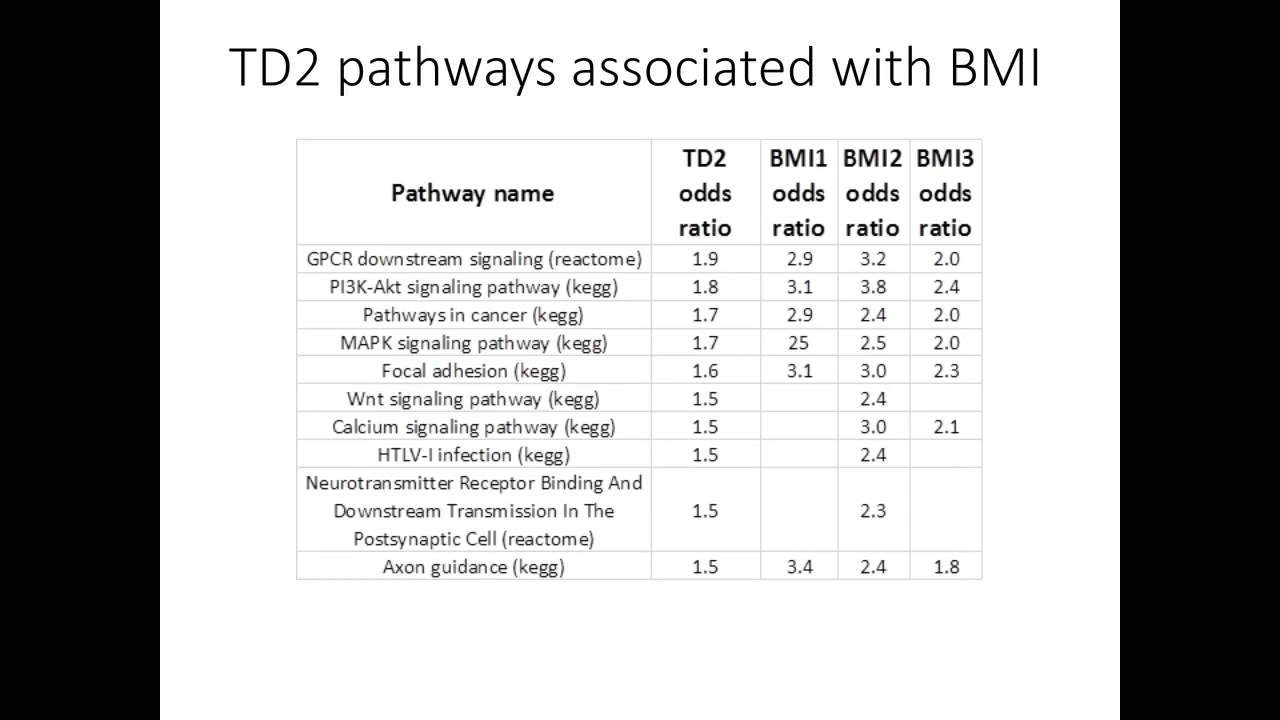 TD2 pathways associated with BMI
Pathway name TD2 odds ratio BMI1 odds ratio BMI2 odds ratio BMI3 odds ratio
GPCR downstream signaling (reactome) 1.9 2.9 3.2 2.0
PI3K-Akt signaling pathway (kegg) 1.8 3.1 3.8 2.4
Pathways in cancer (kegg) 1.7 2.9 2.4 2.0
MAPK signaling pathway (kegg) 1.7 25 2.5 2.0
Focal adhesion (kegg) 1.6 3.1 3.0 2.3
Wnt signaling pathway (kegg) 1.5 2.4
Calcium signaling pathway (kegg) 1.5 3.0 2.1
HTLV-I infection (kegg) 1.5 2.4
Neurotransmitter Receptor Binding And
Downstream Transmission In The
Postsynaptic Cell (reactome) 1.5 2.3
Axon guidance (kegg) 1.5 3.4 2.4 1.8